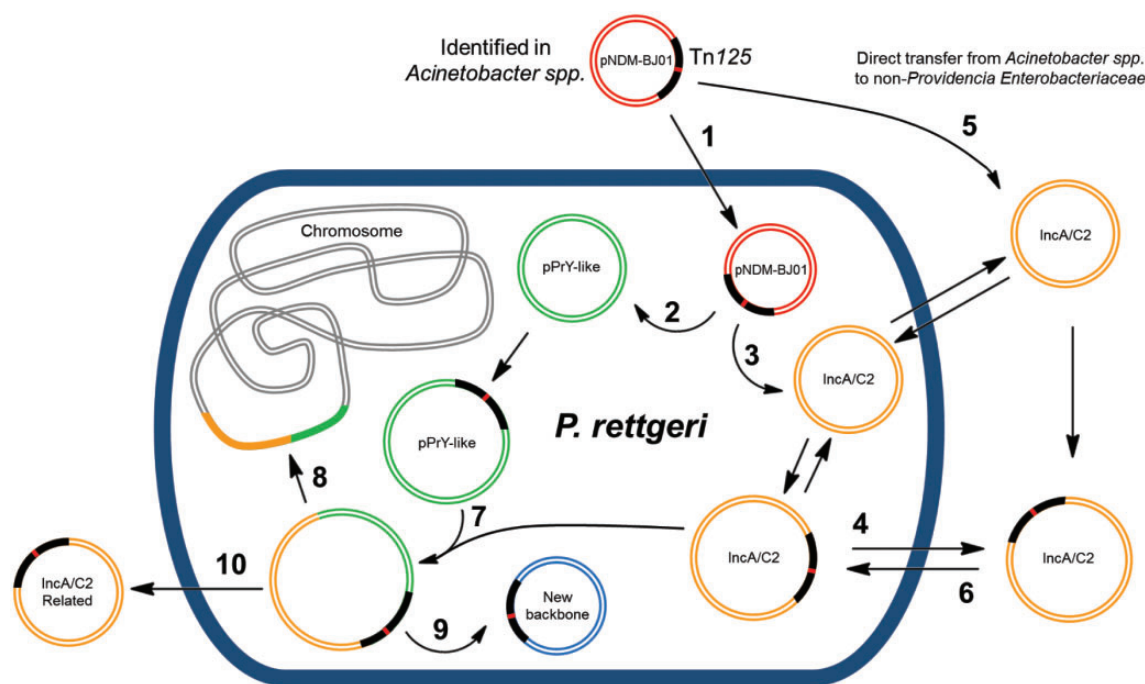 Identified in
Acinetobacter spp.
pNDM-BJ01
Tn125
Direct transfer from Acinetobacter spp.
to non-Providencia Enterobacteriaceae
1
5
Chromosome
pPrY-like
pNDM-BJ01
IncA/C2
2
3
IncA/C2
pPrY-like
P. rettgeri
8
7
IncA/C2
4
6
IncA/C2
10
IncA/C2
Related
9
New
backbone